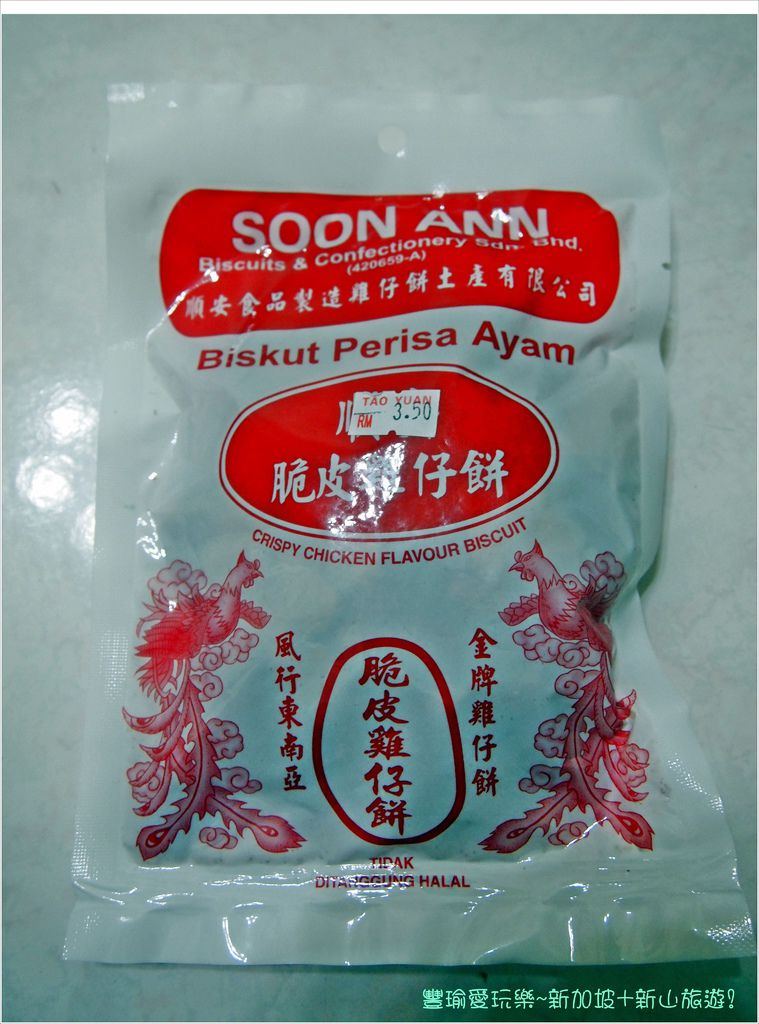 SOON ANN
Biscuits & Confectionery Sdn Bhd.
(420659-A)
順安食品製造雞仔餅土產有限公司
Biskut Perisa Ayam
TAO XUAN
RM 3.50
順
脆皮雞仔餅
CRISPY CHICKEN FLAVOUR BISCUIT
風行東南亞
脆皮雞仔餅
金牌雞仔餅
TIDAK
DITANGGUNG HALAL
豐瑜愛玩樂~新加坡+新山旅遊!